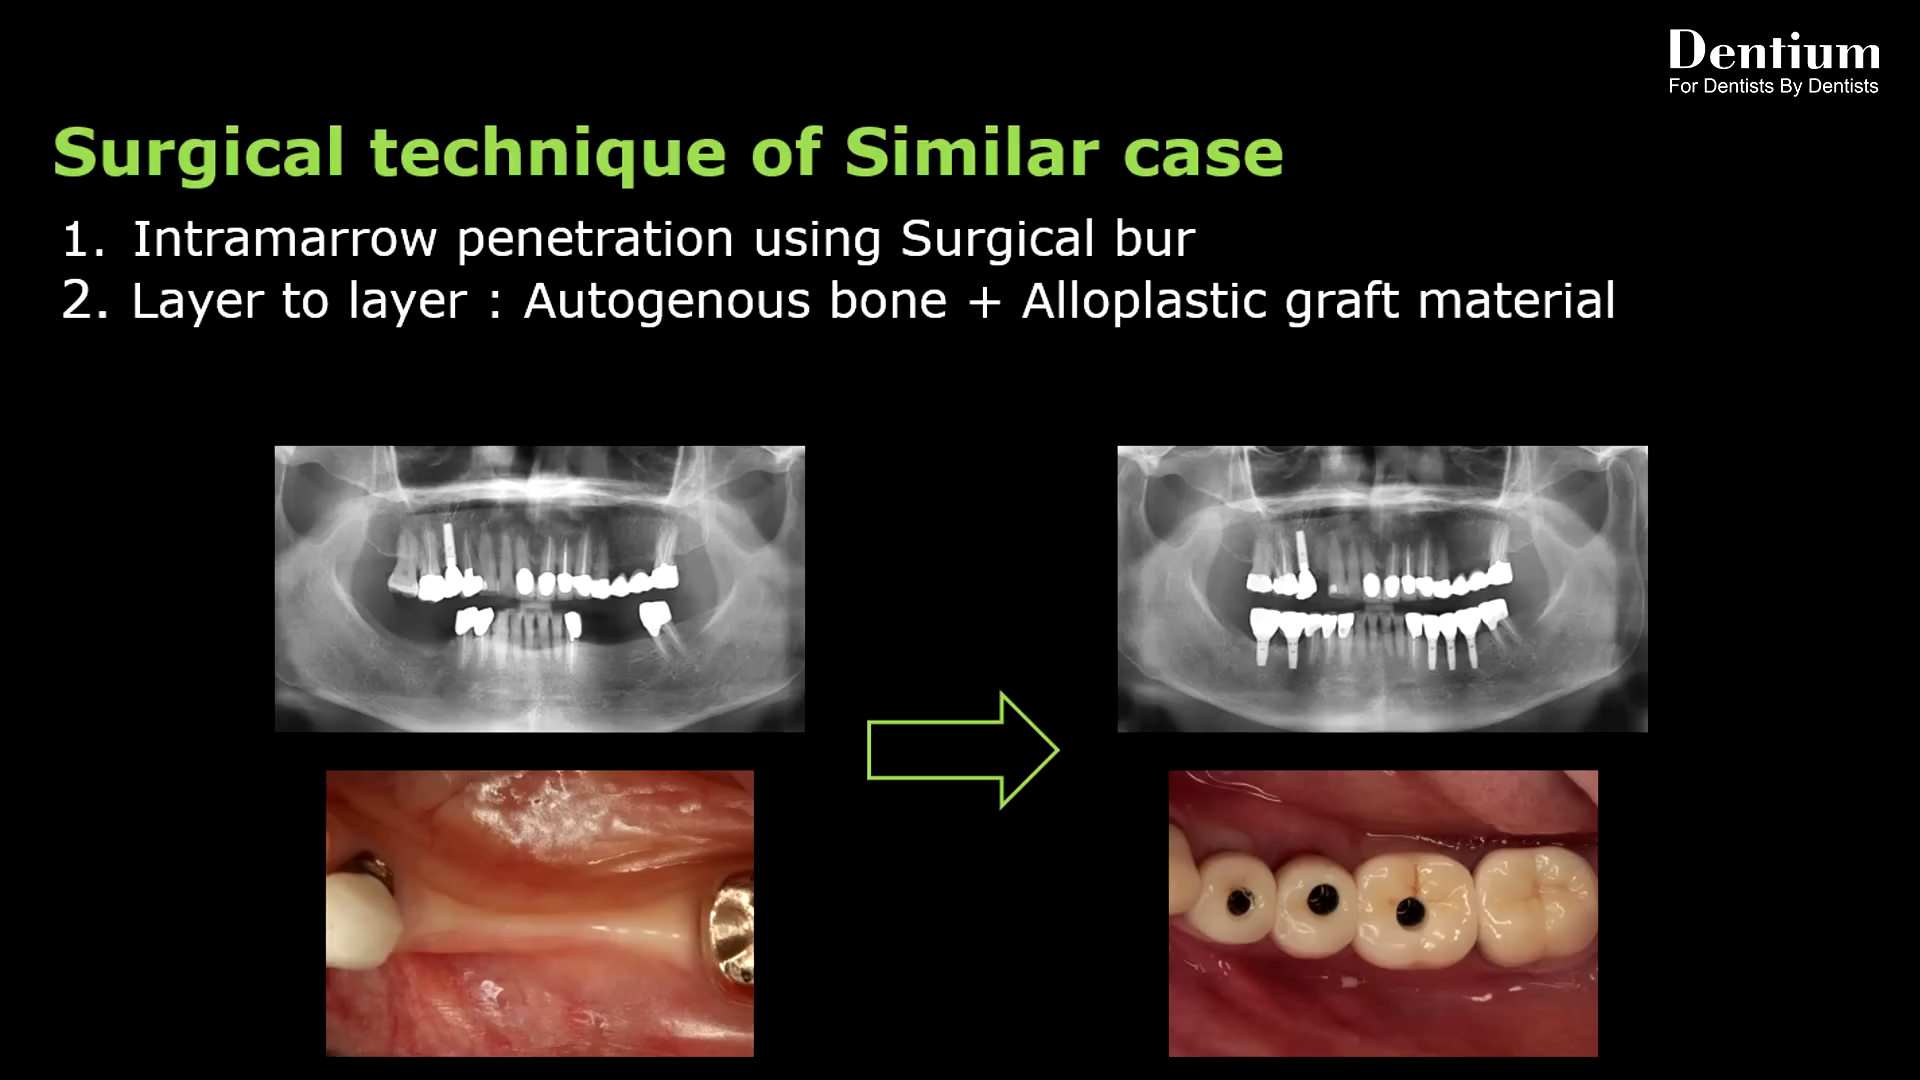 Dentium
For Dentists By Dentists
Surgical technique of Similar case
1. Intramarrow penetration using Surgical bur
2. Layer to layer : Autogenous bone + Alloplastic graft material